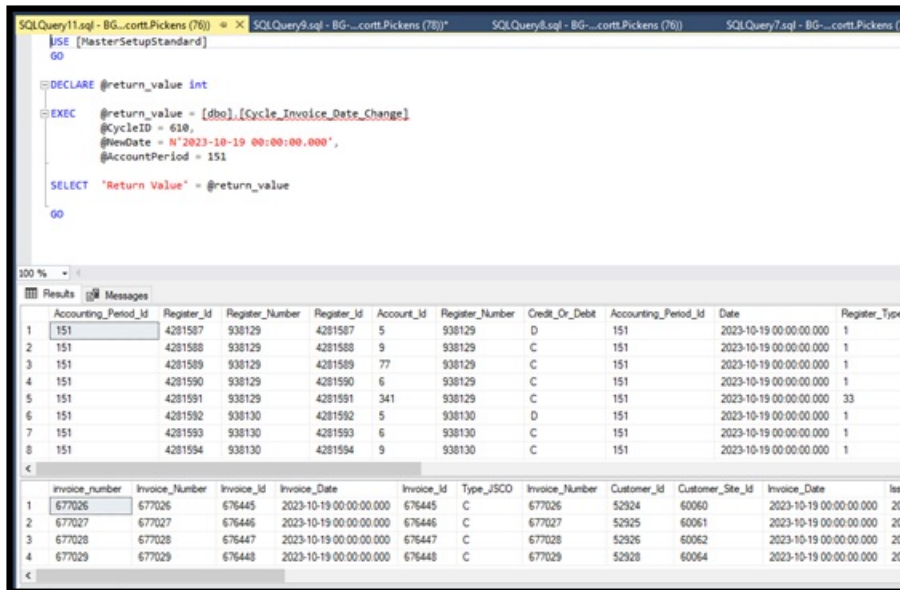 SQLQuery11.sql - BG...cortt.Pickens (76)) SQLQuery9.sql - BG-...cortt.Pickens (78))* SQLQuery8.sql - BG-...cortt.Pickens (76)) SQLQuery7.sql - BG-...cortt.Pickens (
USE [MasterSetupStandard]
GO
DECLARE @return_value int
EXEC @return_value = [dbo].[Cycle_Invoice_Date_Change]
@CycleID = 610,
@NewDate = N'2023-10-19 00:00:00.000',
@AccountPeriod = 151
SELECT 'Return Value' = @return_value
GO
100 %
Results Messages
Accounting_Period_Id Register_Id Register_Number Register_Id Account_Id Register_Number Credit_Or_Debit Accounting_Period_Id Date Register_Type
1 151 4281587 938129 4281587 5 938129 D 151 2023-10-19 00:00:00.000 1
2 151 4281588 938129 4281588 9 938129 C 151 2023-10-19 00:00:00.000 1
3 151 4281589 938129 4281589 77 938129 C 151 2023-10-19 00:00:00.000 1
4 151 4281590 938129 4281590 6 938129 C 151 2023-10-19 00:00:00.000 1
5 151 4281591 938129 4281591 341 938129 C 151 2023-10-19 00:00:00.000 33
6 151 4281592 938130 4281592 5 938130 D 151 2023-10-19 00:00:00.000 1
7 151 4281593 938130 4281593 6 938130 C 151 2023-10-19 00:00:00.000 1
8 151 4281594 938130 4281594 9 938130 C 151 2023-10-19 00:00:00.000 1
invoice_number Invoice_Number Invoice_Id Invoice_Date Invoice_Id Type_JSCO Invoice_Number Customer_Id Customer_Site_Id Invoice_Date
1 677026 677026 676445 2023-10-19 00:00:00.000 676445 C 677026 52924 60060 2023-10-19 00:00:00.000 20
2 677027 677027 676446 2023-10-19 00:00:00.000 676446 C 677027 52925 60061 2023-10-19 00:00:00.000 20
3 677028 677028 676447 2023-10-19 00:00:00.000 676447 C 677028 52926 60062 2023-10-19 00:00:00.000 20
4 677029 677029 676448 2023-10-19 00:00:00.000 676448 C 677029 52928 60064 2023-10-19 00:00:00.000 20